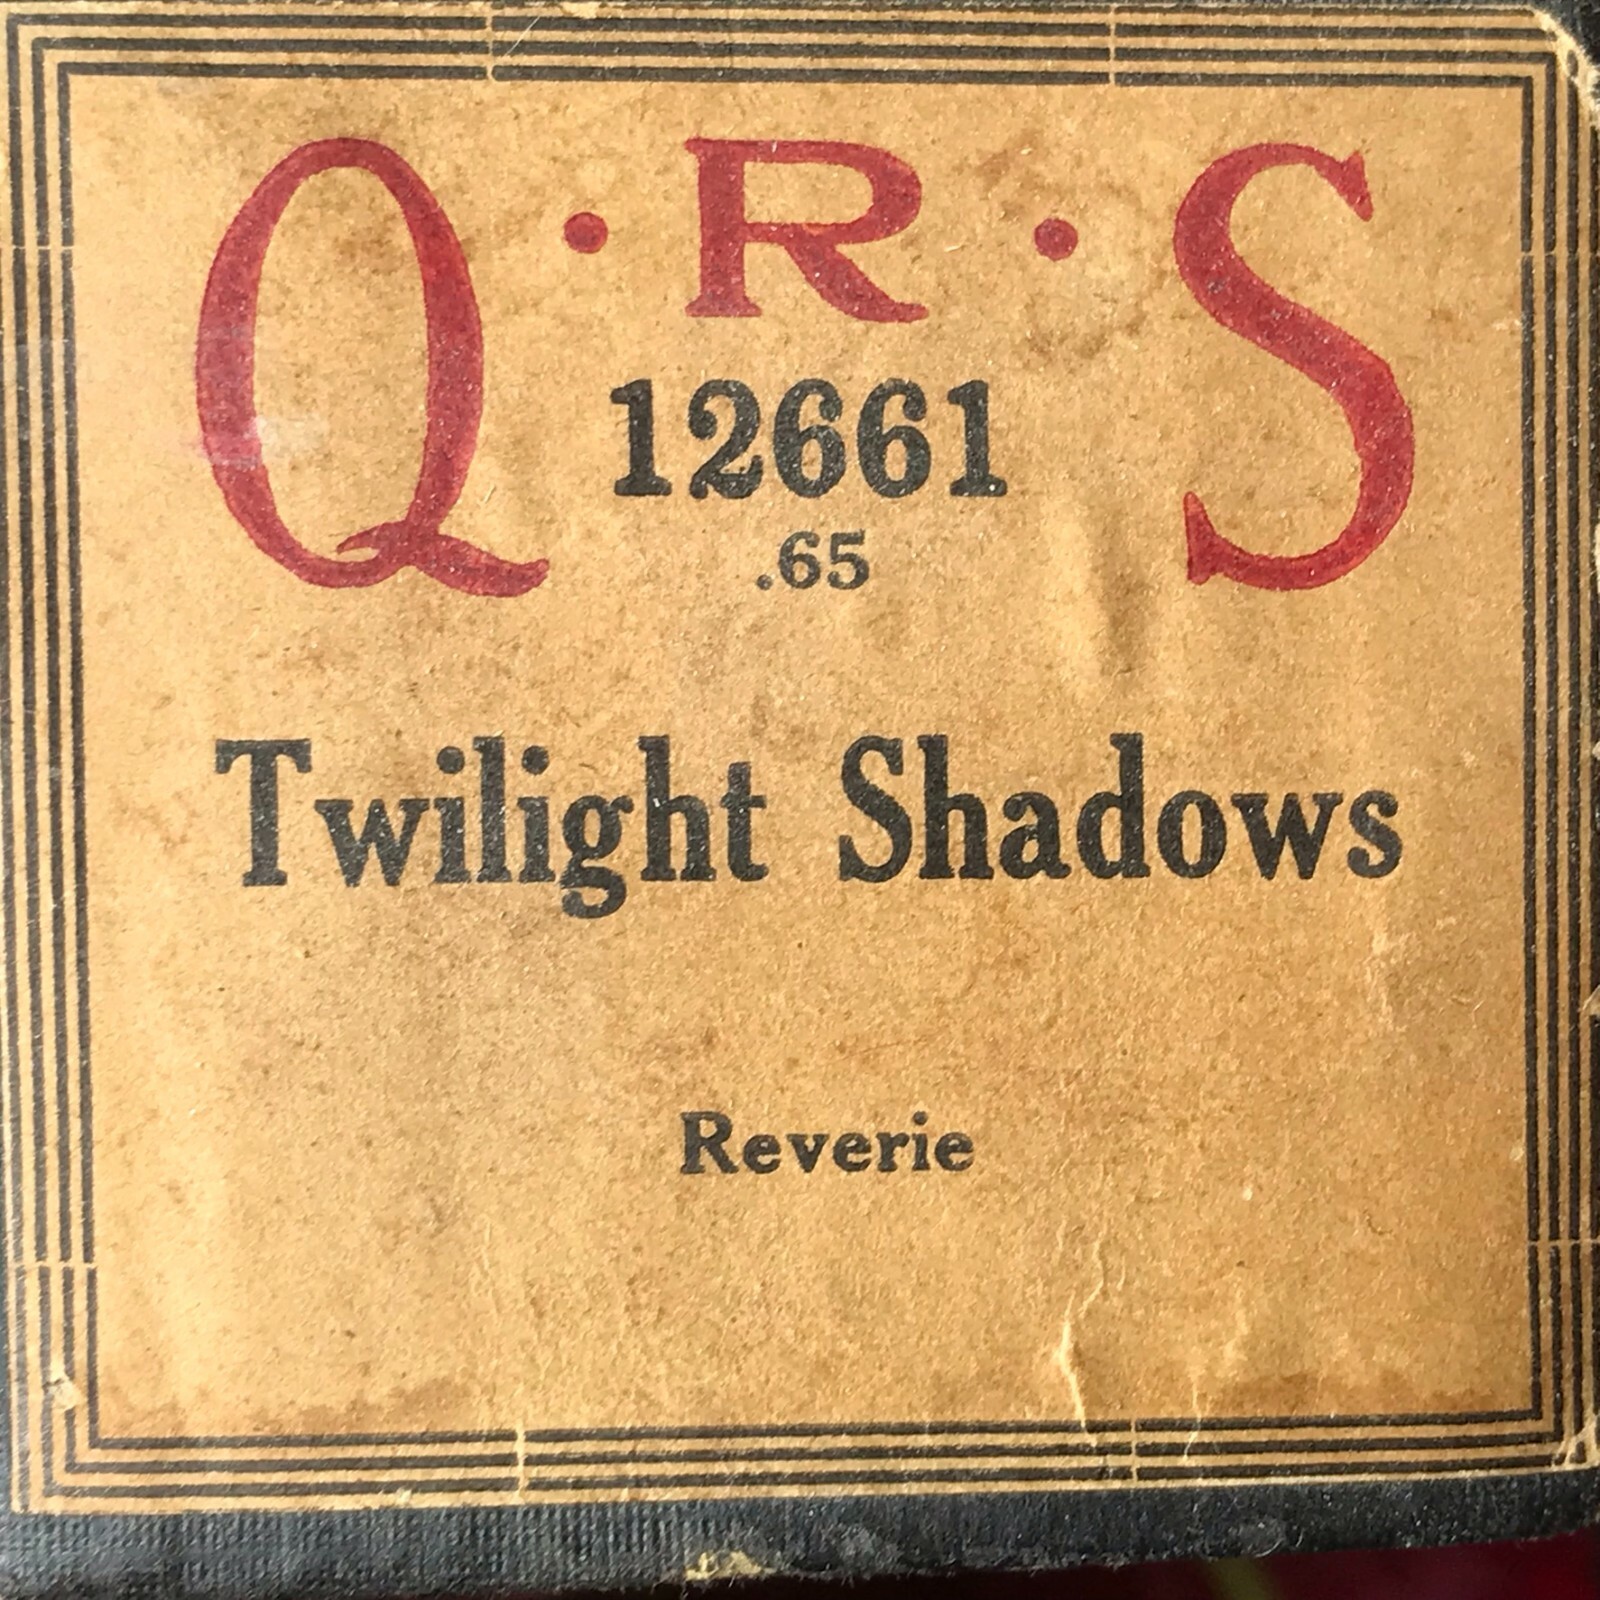 Q·R·S
12661
.65
Twilight Shadows
Reverie